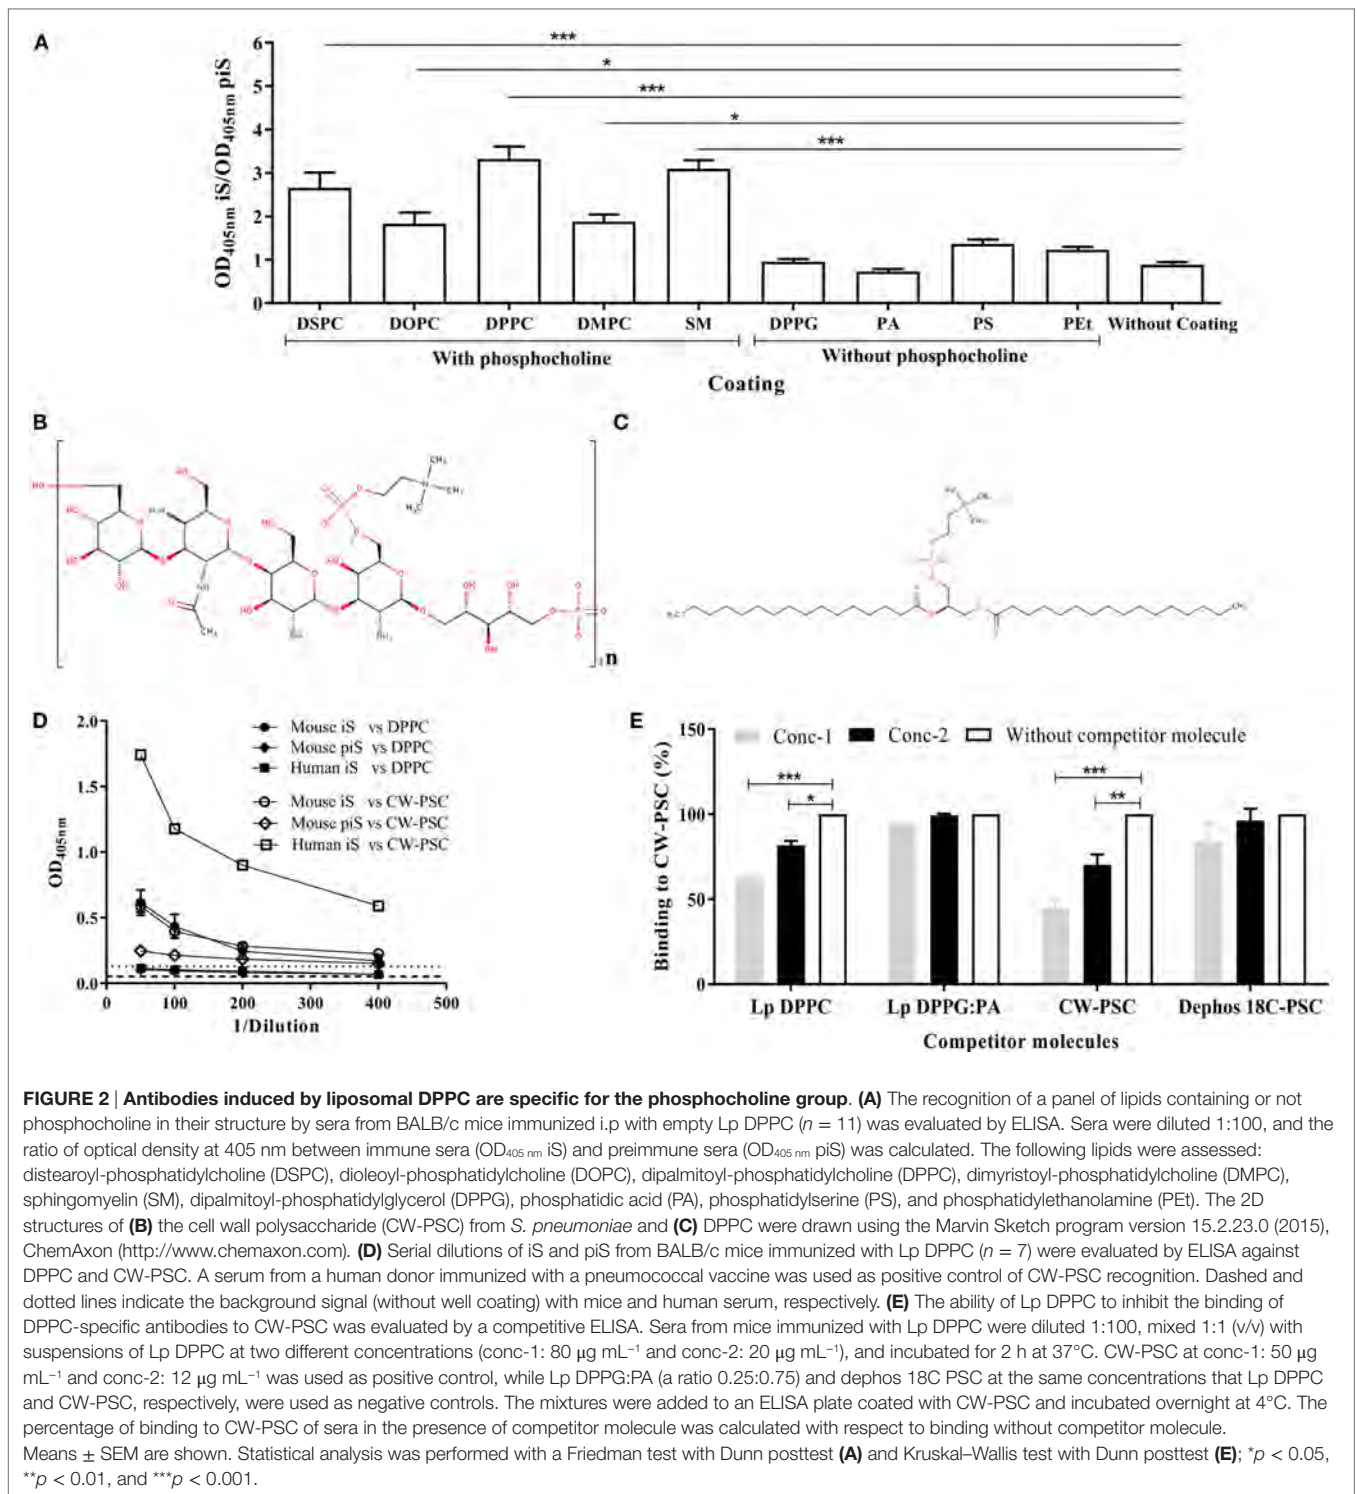 A
OD405nm iS/OD405nm piS
6
5
4
3
2
1
0
***
*
***
*
***
DSPC DOPC DPPC DMPC SM DPPG PA PS PEt Without Coating
With phosphocholine Without phosphocholine
Coating
B
C
n
D
OD405nm
2.0
1.5
1.0
0.5
0.0
0 100 200 300 400 500
1/Dilution
Mouse iS vs DPPC
Mouse piS vs DPPC
Human iS vs DPPC
Mouse iS vs CW-PSC
Mouse piS vs CW-PSC
Human iS vs CW-PSC
E
Binding to CW-PSC (%)
150
100
50
0
Conc-1 Conc-2 Without competitor molecule
*** ***
* **
Lp DPPC Lp DPPG:PA CW-PSC Dephos 18C-PSC
Competitor molecules
FIGURE 2 | Antibodies induced by liposomal DPPC are specific for the phosphocholine group. (A) The recognition of a panel of lipids containing or not
phosphocholine in their structure by sera from BALB/c mice immunized i.p with empty Lp DPPC (n = 11) was evaluated by ELISA. Sera were diluted 1:100, and the
ratio of optical density at 405 nm between immune sera (OD405 nm iS) and preimmune sera (OD405 nm piS) was calculated. The following lipids were assessed:
distearoyl-phosphatidylcholine (DSPC), dioleoyl-phosphatidylcholine (DOPC), dipalmitoyl-phosphatidylcholine (DPPC), dimyristoyl-phosphatidylcholine (DMPC),
sphingomyelin (SM), dipalmitoyl-phosphatidylglycerol (DPPG), phosphatidic acid (PA), phosphatidylserine (PS), and phosphatidylethanolamine (PEt). The 2D
structures of (B) the cell wall polysaccharide (CW-PSC) from S. pneumoniae and (C) DPPC were drawn using the Marvin Sketch program version 15.2.23.0 (2015),
ChemAxon (http://www.chemaxon.com). (D) Serial dilutions of iS and piS from BALB/c mice immunized with Lp DPPC (n = 7) were evaluated by ELISA against
DPPC and CW-PSC. A serum from a human donor immunized with a pneumococcal vaccine was used as positive control of CW-PSC recognition. Dashed and
dotted lines indicate the background signal (without well coating) with mice and human serum, respectively. (E) The ability of Lp DPPC to inhibit the binding of
DPPC-specific antibodies to CW-PSC was evaluated by a competitive ELISA. Sera from mice immunized with Lp DPPC were diluted 1:100, mixed 1:1 (v/v) with
suspensions of Lp DPPC at two different concentrations (conc-1: 80 μg mL⁻¹ and conc-2: 20 μg mL⁻¹), and incubated for 2 h at 37°C. CW-PSC at conc-1: 50 μg
mL⁻¹ and conc-2: 12 μg mL⁻¹ was used as positive control, while Lp DPPG:PA (a ratio 0.25:0.75) and dephos 18C PSC at the same concentrations that Lp DPPC
and CW-PSC, respectively, were used as negative controls. The mixtures were added to an ELISA plate coated with CW-PSC and incubated overnight at 4°C. The
percentage of binding to CW-PSC of sera in the presence of competitor molecule was calculated with respect to binding without competitor molecule.
Means ± SEM are shown. Statistical analysis was performed with a Friedman test with Dunn posttest (A) and Kruskal–Wallis test with Dunn posttest (E); *p < 0.05,
**p < 0.01, and ***p < 0.001.